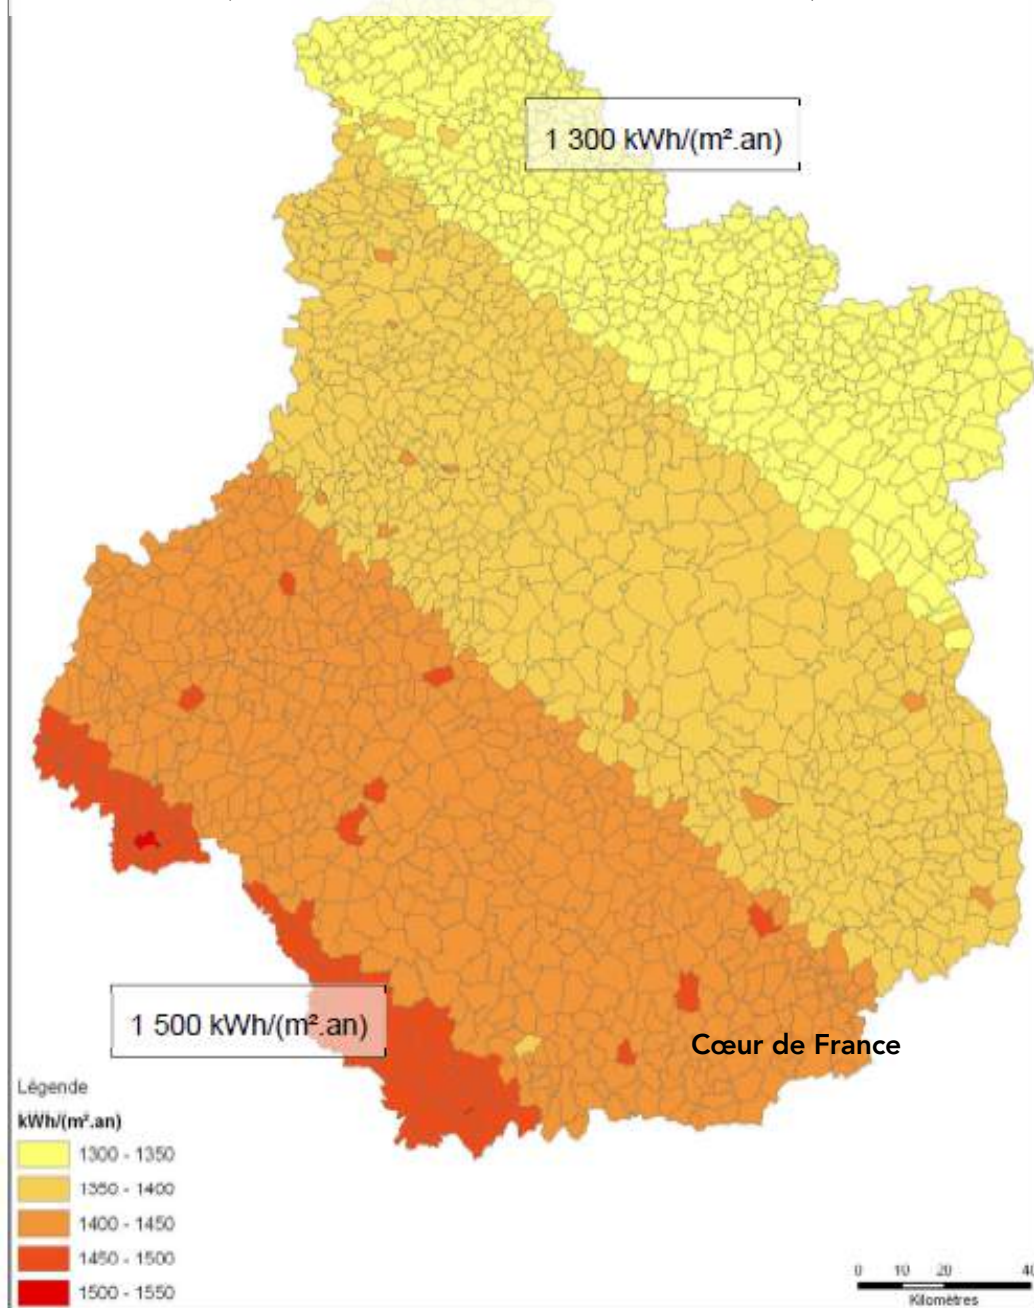 1 300 kWh/(m².an)
1 500 kWh/(m².an)
Cœur de France
Légende
kWh/(m².an)
1300 - 1350
1350 - 1400
1400 - 1450
1450 - 1500
1500 - 1550
0 10 20 40
Kilomètres